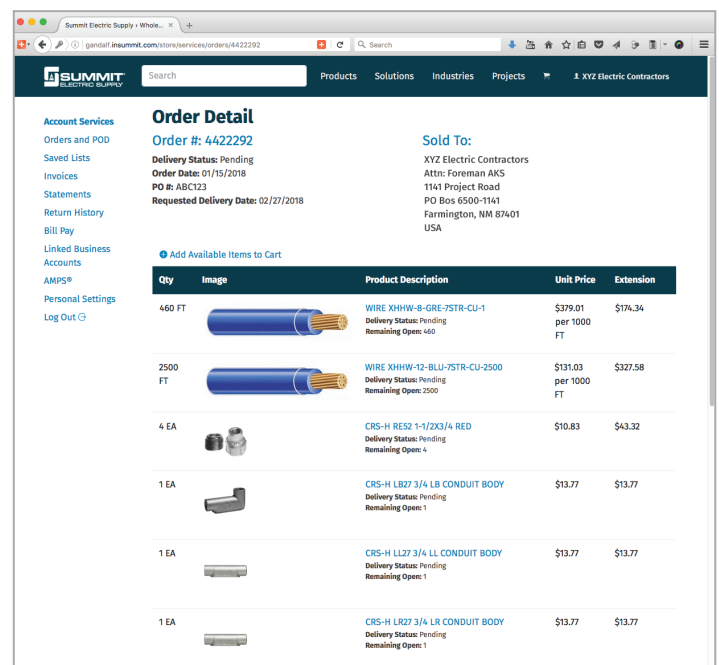 Summit Electric Supply › Whole...
gandalf.insummit.com/store/services/orders/4422292
Search
SUMMIT
ELECTRIC SUPPLY
Search
Products
Solutions
Industries
Projects
XYZ Electric Contractors
Account Services
Orders and POD
Saved Lists
Invoices
Statements
Return History
Bill Pay
Linked Business
Accounts
AMPS®
Personal Settings
Log Out
Order Detail
Order #: 4422292
Delivery Status: Pending
Order Date: 01/15/2018
PO #: ABC123
Requested Delivery Date: 02/27/2018
Sold To:
XYZ Electric Contractors
Attn: Foreman AKS
1141 Project Road
PO Bos 6500-1141
Farmington, NM 87401
USA
Add Available Items to Cart
Qty Image Product Description Unit Price Extension
460 FT
WIRE XHHW-8-GRE-7STR-CU-1
Delivery Status: Pending
Remaining Open: 460
$379.01
per 1000
FT
$174.34
2500
FT
WIRE XHHW-12-BLU-7STR-CU-2500
Delivery Status: Pending
Remaining Open: 2500
$131.03
per 1000
FT
$327.58
4 EA
CRS-H RE52 1-1/2X3/4 RED
Delivery Status: Pending
Remaining Open: 4
$10.83
$43.32
1 EA
CRS-H LB27 3/4 LB CONDUIT BODY
Delivery Status: Pending
Remaining Open: 1
$13.77
$13.77
1 EA
CRS-H LL27 3/4 LL CONDUIT BODY
Delivery Status: Pending
Remaining Open: 1
$13.77
$13.77
1 EA
CRS-H LR27 3/4 LR CONDUIT BODY
Delivery Status: Pending
Remaining Open: 1
$13.77
$13.77